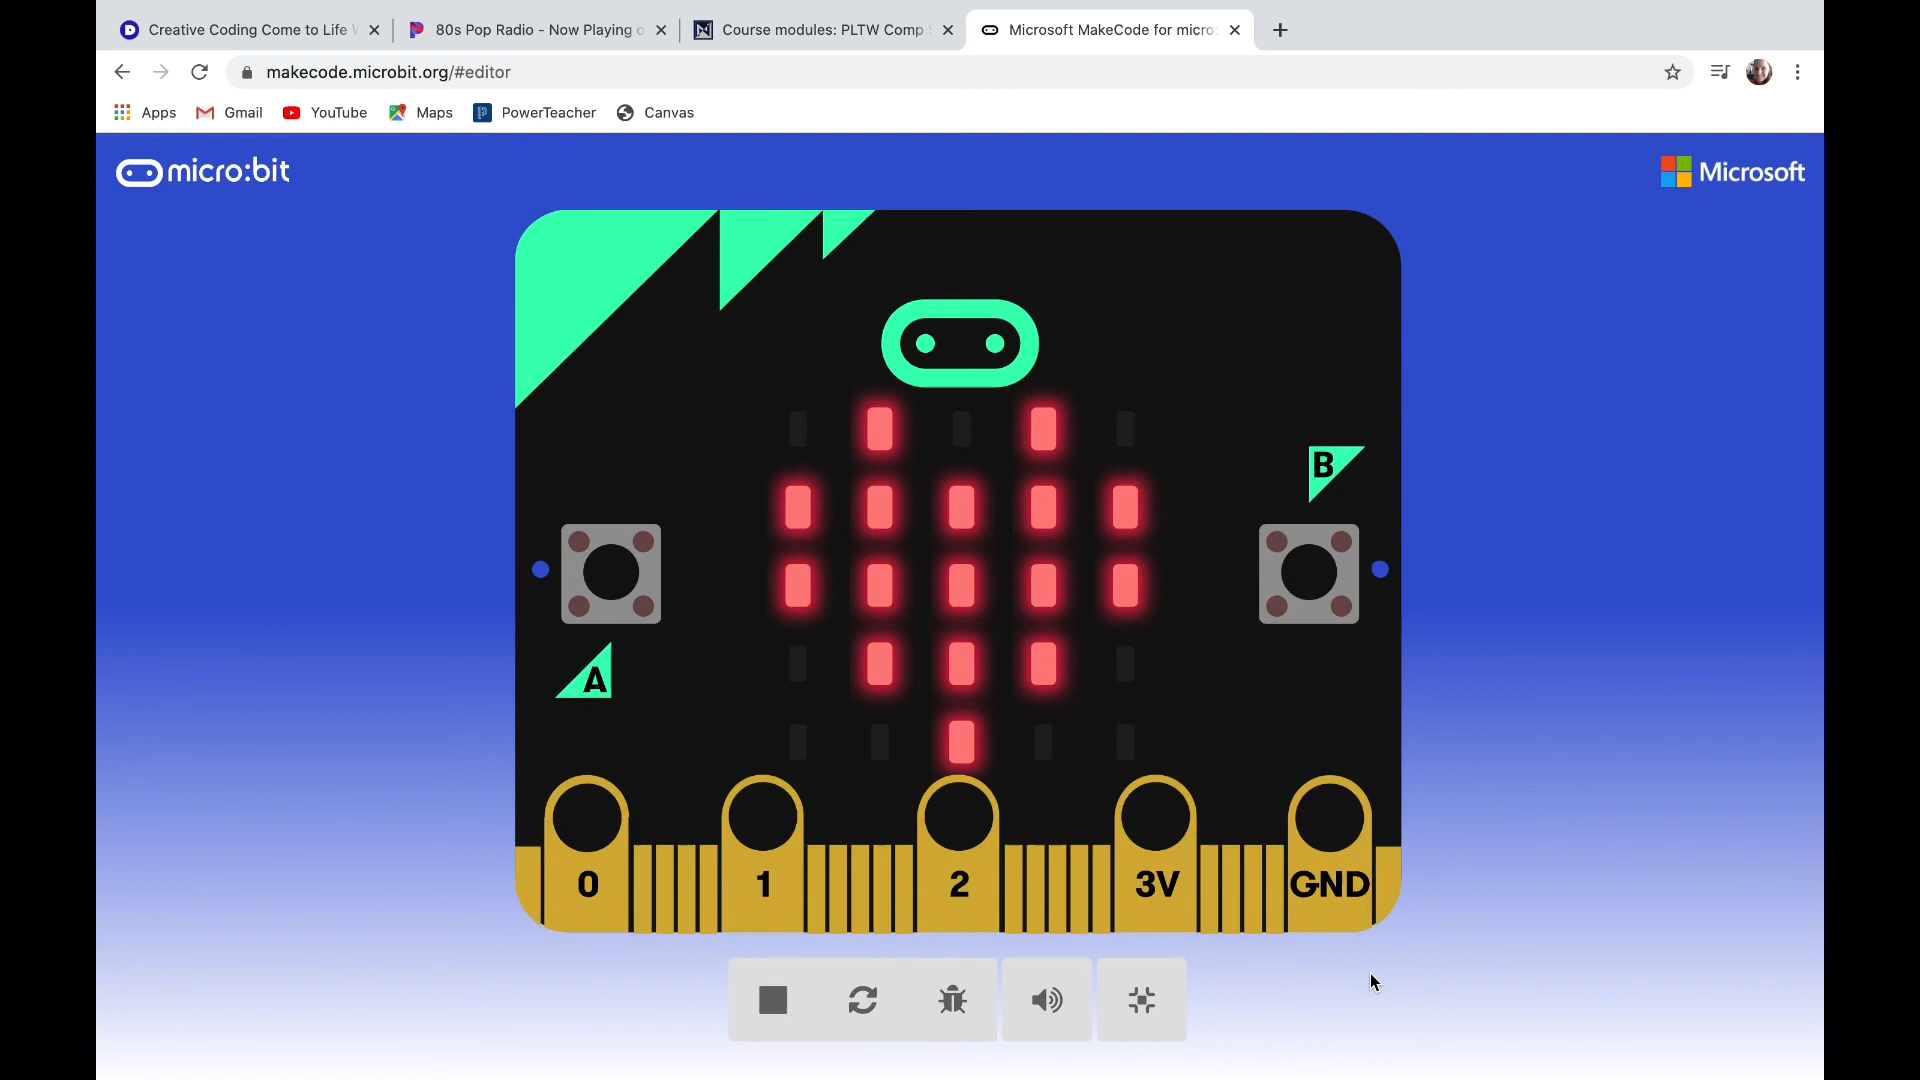 Creative Coding Come to Life
80s Pop Radio - Now Playing o
Course modules: PLTW Comp
Microsoft MakeCode for micro:
makecode.microbit.org/#editor
Apps
Gmail
YouTube
Maps
PowerTeacher
Canvas
micro:bit
Microsoft
B
A
0
1
2
3V
GND